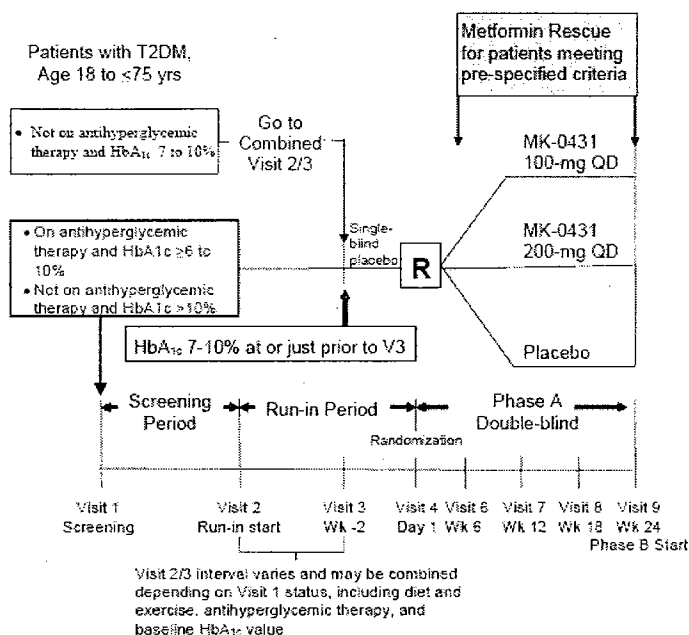 Patients with T2DM,
Age 18 to ≤75 yrs
Metformin Rescue
for patients meeting
pre-specified criteria
• Not on antihyperglycemic
therapy and HbA1c 7 to 10%
Go to
Combined
Visit 2/3
MK-0431
100-mg QD
• On antihyperglycemic
therapy and HbA1c ≥6 to
10%
• Not on antihyperglycemic
therapy and HbA1c >10%
Single-
blind
placebo
R
MK-0431
200-mg QD
HbA1c 7-10% at or just prior to V3
Placebo
Screening
Period
Run-in Period
Phase A
Double-blind
Randomization
Visit 1
Screening
Visit 2
Run-in start
Visit 3
Wk -2
Visit 4
Day 1
Visit 6
Wk 6
Visit 7
Wk 12
Visit 8
Wk 18
Visit 9
Wk 24
Phase B Start
Visit 2/3 interval varies and may be combined
depending on Visit 1 status, including diet and
exercise, antihyperglycemic therapy, and
baseline HbA1c value